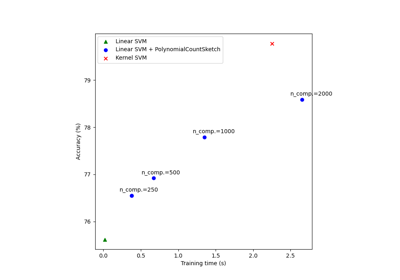 Linear SVM
Linear SVM + PolynomialCountSketch
Kernel SVM
n_comp.=2000
n_comp.=1000
n_comp.=500
n_comp.=250
79
78
77
76
Accuracy (%)
0.0 0.5 1.0 1.5 2.0 2.5
Training time (s)